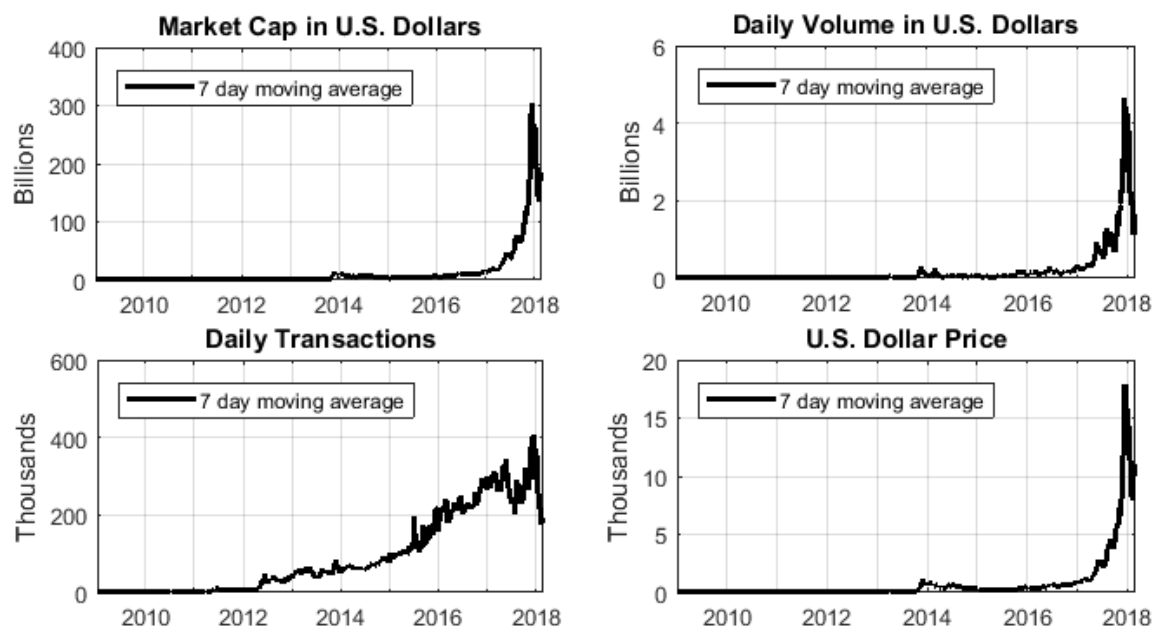 Market Cap in U.S. Dollars
400
300
200
100
0
Billions
7 day moving average
2010 2012 2014 2016 2018
Daily Volume in U.S. Dollars
6
4
2
0
Billions
7 day moving average
2010 2012 2014 2016 2018
Daily Transactions
600
400
200
0
Thousands
7 day moving average
2010 2012 2014 2016 2018
U.S. Dollar Price
20
15
10
5
0
Thousands
7 day moving average
2010 2012 2014 2016 2018